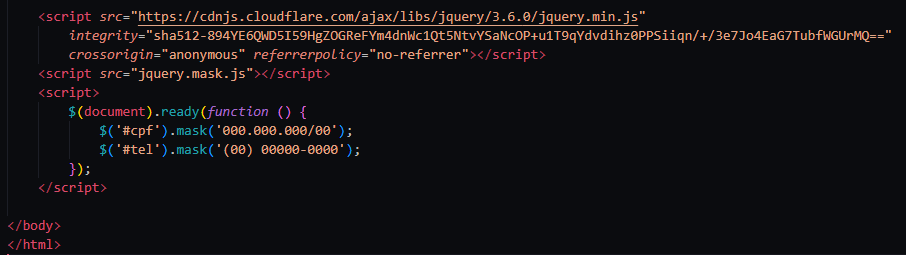 <script src="https://cdnjs.cloudflare.com/ajax/libs/jquery/3.6.0/jquery.min.js"
integrity="sha512-894YE6QWD5I59HgZOGReFYm4dnWc1Qt5NtvYSaNcOP+u1T9qYdvdihz0PPSiiqn/+/3e7Jo4EaG7TubfWGUrMQ=="
crossorigin="anonymous" referrerpolicy="no-referrer"></script>
<script src="jquery.mask.js"></script>
<script>
$(document).ready(function () {
$('#cpf').mask('000.000.000/00');
$('#tel').mask('(00) 00000-0000');
});
</script>
</body>
</html>